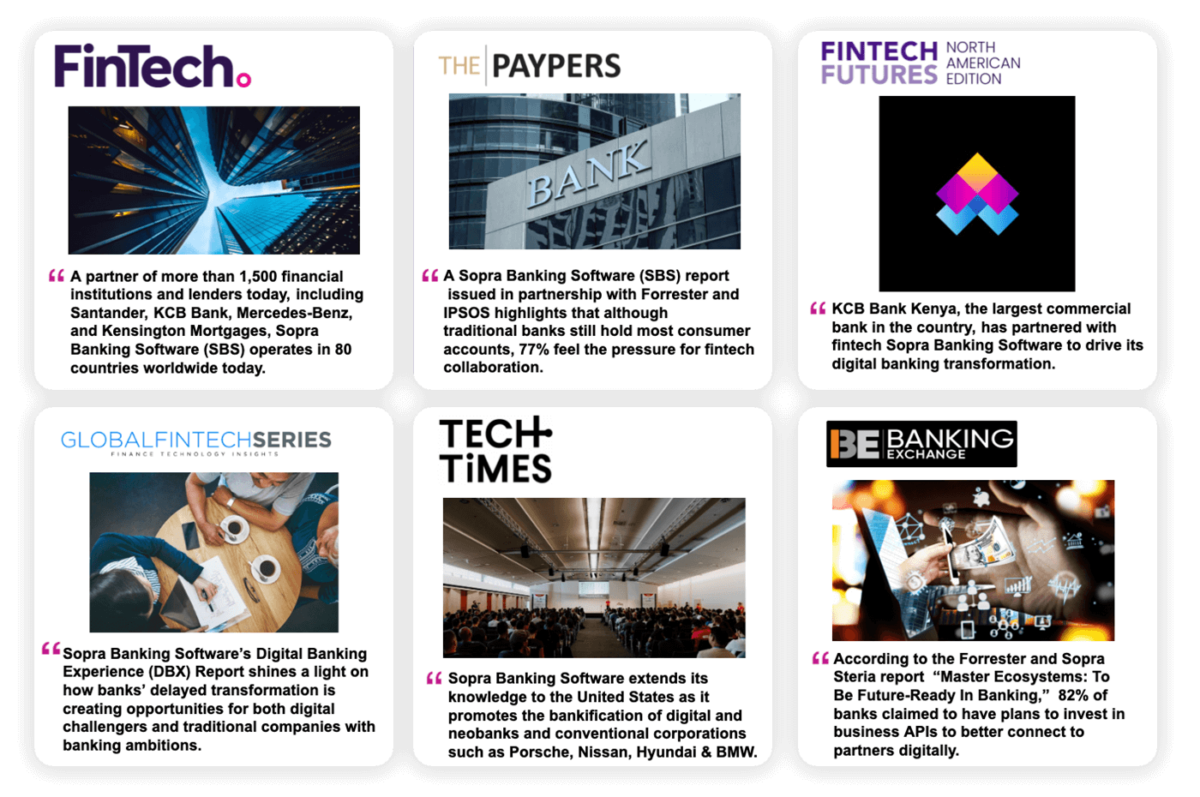 FinTech.
A partner of more than 1,500 financial
institutions and lenders today, including
Santander, KCB Bank, Mercedes-Benz,
and Kensington Mortgages, Sopra
Banking Software (SBS) operates in 80
countries worldwide today.
THE PAYPERS
BANK
“ A Sopra Banking Software (SBS) report
issued in partnership with Forrester and
IPSOS highlights that although
traditional banks still hold most consumer
accounts, 77% feel the pressure for fintech
collaboration.
FINTECH FUTURES
NORTH
AMERICAN
EDITION
“ KCB Bank Kenya, the largest commercial
bank in the country, has partnered with
fintech Sopra Banking Software to drive its
digital banking transformation.
GLOBALFINTECHSERIES
FINANCE TECHNOLOGY INSIGHTS
“ Sopra Banking Software’s Digital Banking
Experience (DBX) Report shines a light on
how banks’ delayed transformation is
creating opportunities for both digital
challengers and traditional companies with
banking ambitions.
TECH
TiMES
“ Sopra Banking Software extends its
knowledge to the United States as it
promotes the bankification of digital and
neobanks and conventional corporations
such as Porsche, Nissan, Hyundai & BMW.
BE BANKING
EXCHANGE
“ According to the Forrester and Sopra
Steria report “Master Ecosystems: To
Be Future-Ready In Banking,” 82% of
banks claimed to have plans to invest in
business APIs to better connect to
partners digitally.